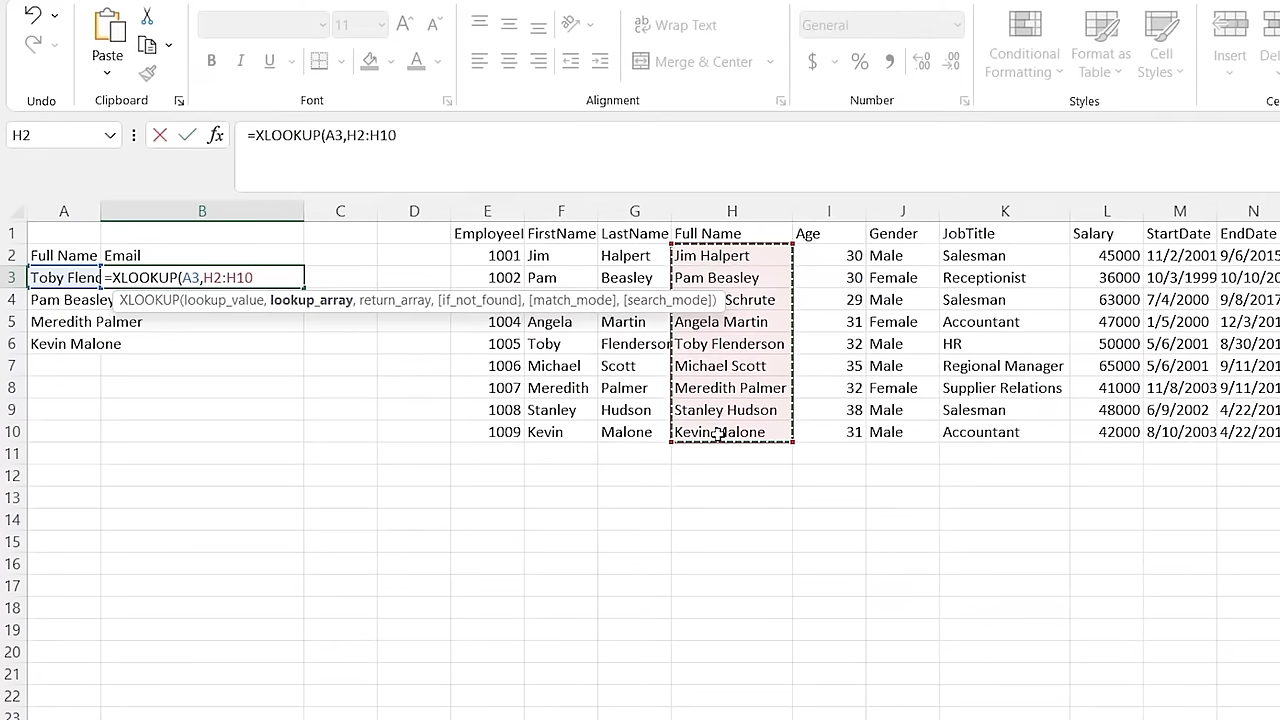 11
Wrap Text
General
Paste
B I U
Merge & Center
$ % 9
Conditional Formatting
Format as Table
Cell Styles
Insert
Undo
Clipboard
Font
Alignment
Number
Styles
H2
fx
=XLOOKUP(A3,H2:H10
A B C D E F G H I J K L M N
1 EmployeeI FirstName LastName Full Name Age Gender JobTitle Salary StartDate EndDate
2 Full Name Email 1001 Jim Halpert Jim Halpert 30 Male Salesman 45000 11/2/2001 9/6/2015
3 Toby Flend =XLOOKUP(A3,H2:H10 1002 Pam Beasley Pam Beasley 30 Female Receptionist 36000 10/3/1999 10/10/20
4 Pam Beasley Schrute 29 Male Salesman 63000 7/4/2000 9/8/2017
XLOOKUP(lookup_value, lookup_array, return_array, [if_not_found], [match_mode], [search_mode])
5 Meredith Palmer 1004 Angela Martin Angela Martin 31 Female Accountant 47000 1/5/2000 12/3/201
6 Kevin Malone 1005 Toby Flenderson Toby Flenderson 32 Male HR 50000 5/6/2001 8/30/201
7 1006 Michael Scott Michael Scott 35 Male Regional Manager 65000 5/6/2001 9/11/201
8 1007 Meredith Palmer Meredith Palmer 32 Female Supplier Relations 41000 11/8/2003 9/11/201
9 1008 Stanley Hudson Stanley Hudson 38 Male Salesman 48000 6/9/2002 4/22/201
10 1009 Kevin Malone Kevin Malone 31 Male Accountant 42000 8/10/2003 4/22/201
11
12
13
14
15
16
17
18
19
20
21
22
23